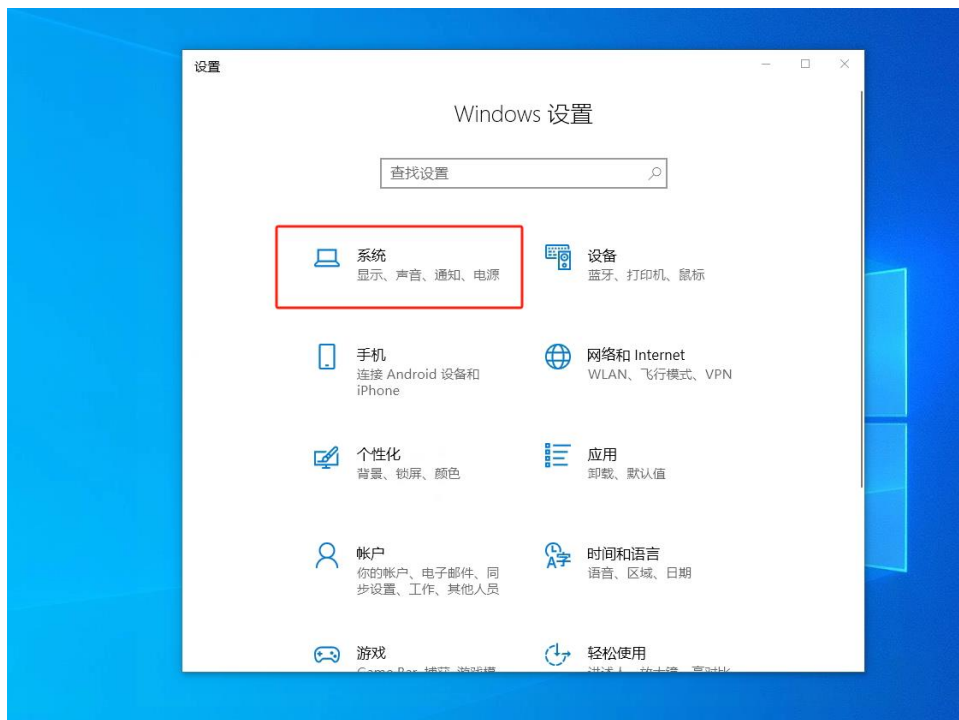 设置
Windows 设置
查找设置
系统
显示、声音、通知、电源
设备
蓝牙、打印机、鼠标
手机
连接 Android 设备和
iPhone
网络和 Internet
WLAN、飞行模式、VPN
个性化
背景、锁屏、颜色
应用
卸载、默认值
帐户
你的帐户、电子邮件、同
步设置、工作、其他人员
时间和语言
语音、区域、日期
游戏
轻松使用